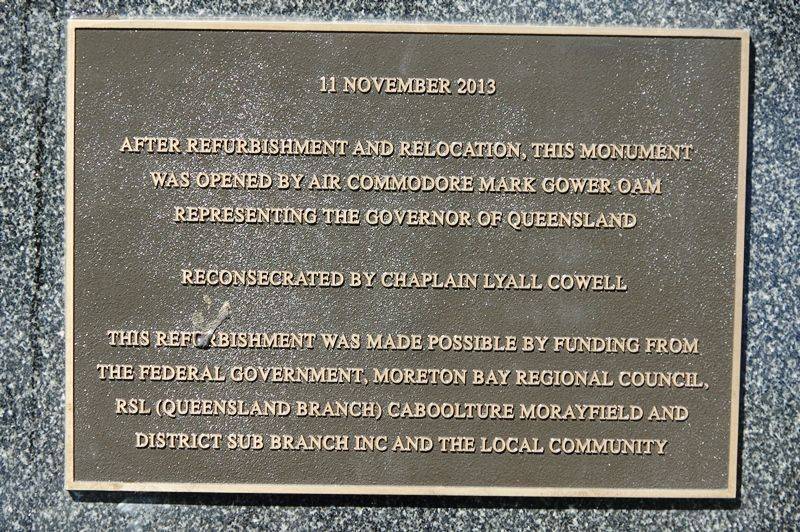 11 NOVEMBER 2013
AFTER REFURBISHMENT AND RELOCATION, THIS MONUMENT
WAS OPENED BY AIR COMMODORE MARK GOWER OAM
REPRESENTING THE GOVERNOR OF QUEENSLAND
RECONSECRATED BY CHAPLAIN LYALL COWELL
THIS REFURBISHMENT WAS MADE POSSIBLE BY FUNDING FROM
THE FEDERAL GOVERNMENT, MORETON BAY REGIONAL COUNCIL,
RSL (QUEENSLAND BRANCH) CABOOLTURE MORAYFIELD AND
DISTRICT SUB BRANCH INC AND THE LOCAL COMMUNITY